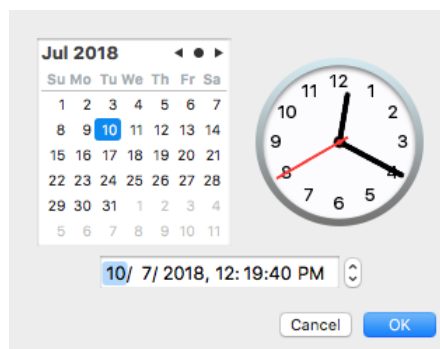 Jul 2018
Su Mo Tu We Th Fr Sa
1 2 3 4 5 6 7
8 9 10 11 12 13 14
15 16 17 18 19 20 21
22 23 24 25 26 27 28
29 30 31 1 2 3 4
5 6 7 8 9 10 11
12 1 2 3 4 5 6 7 8 9 10 11
10/ 7/ 2018, 12:19:40 PM
Cancel OK